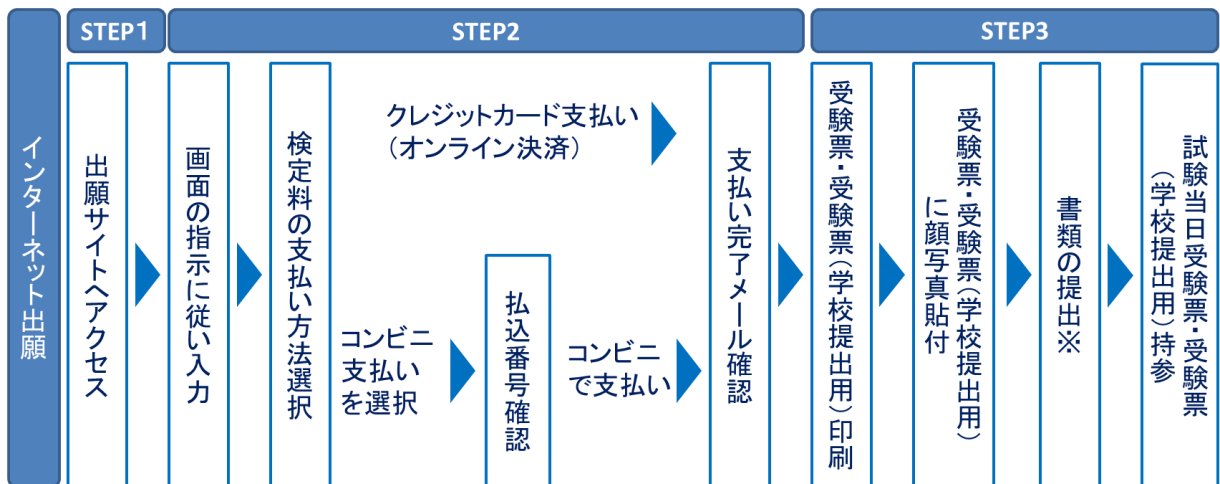 STEP1
STEP2
STEP3
インターネット出願
出願サイトへアクセス
画面の指示に従い入力
検定料の支払い方法選択
クレジットカード支払い
(オンライン決済)
コンビニ
支払い
を選択
払込番号確認
コンビニ
で支払い
支払い完了メール確認
受験票・受験票(学校提出用)印刷
受験票・受験票(学校提出用)
に顔写真貼付
書類の提出※
試験当日受験票・受験票
(学校提出用)持参